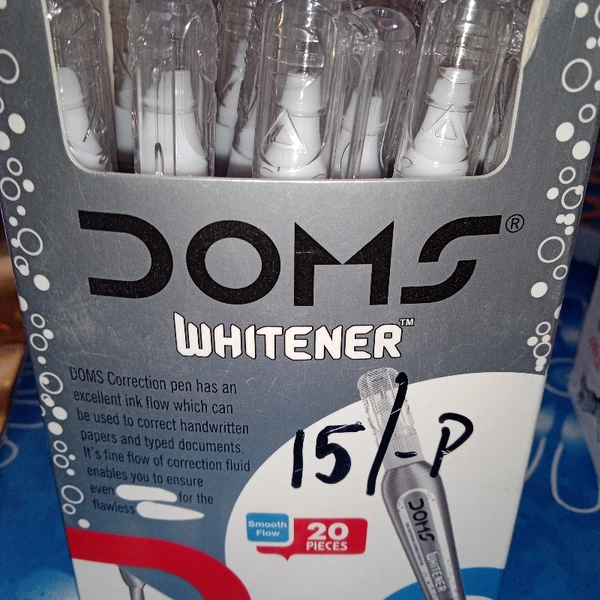 DOMS®
WHITENER™
DOMS Correction pen has an
excellent ink flow which can
be used to correct handwritten
papers and typed documents.
It's fine flow of correction fluid
enables you to ensure
even for the
flawless
15/-P
Smooth
Flow
20
PIECES
DOMS
WHITENER